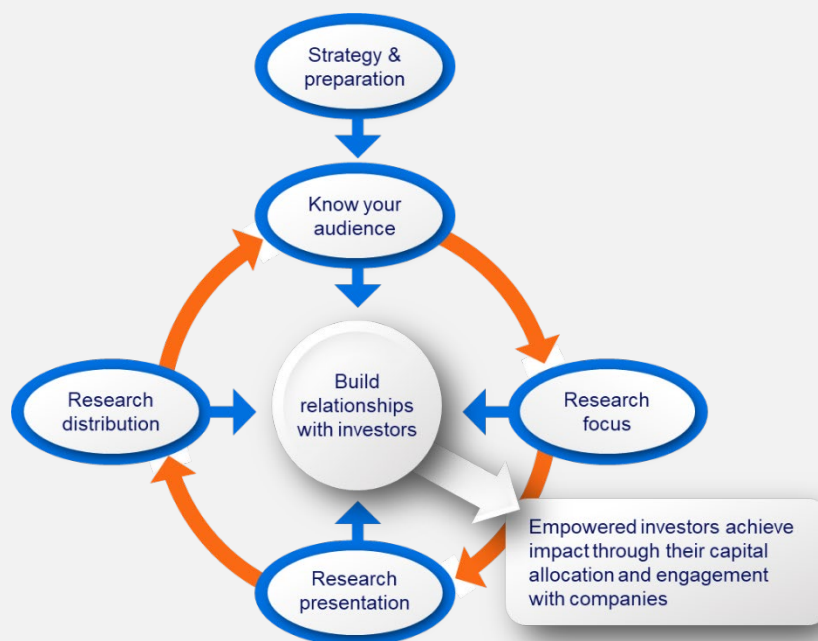 Strategy &
preparation
Know your
audience
Build
relationships
with investors
Research
distribution
Research
focus
Research
presentation
Empowered investors achieve
impact through their capital
allocation and engagement
with companies